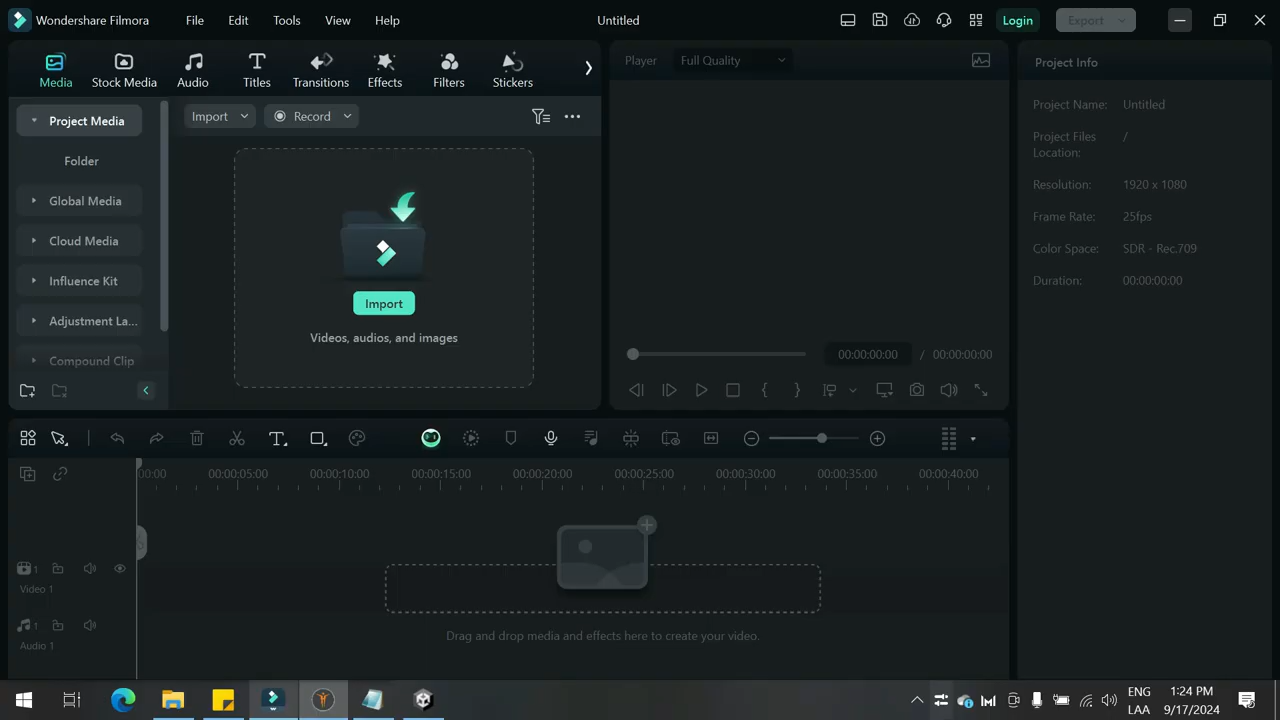 Wondershare Filmora File Edit Tools View Help Untitled Login Export
Media Stock Media Audio Titles Transitions Effects Filters Stickers
Player Full Quality
Project Info
Project Media
Import Record
Folder
Global Media
Cloud Media
Influence Kit
Adjustment La...
Compound Clip
Import
Videos, audios, and images
00:00:00:00 / 00:00:00:00
Project Name: Untitled
Project Files Location: /
Resolution: 1920 x 1080
Frame Rate: 25fps
Color Space: SDR - Rec.709
Duration: 00:00:00:00
:00:00 00:00:05:00 00:00:10:00 00:00:15:00 00:00:20:00 00:00:25:00 00:00:30:00 00:00:35:00 00:00:40:00
1
Video 1
1
Audio 1
Drag and drop media and effects here to create your video.
ENG
LAA
1:24 PM
9/17/2024